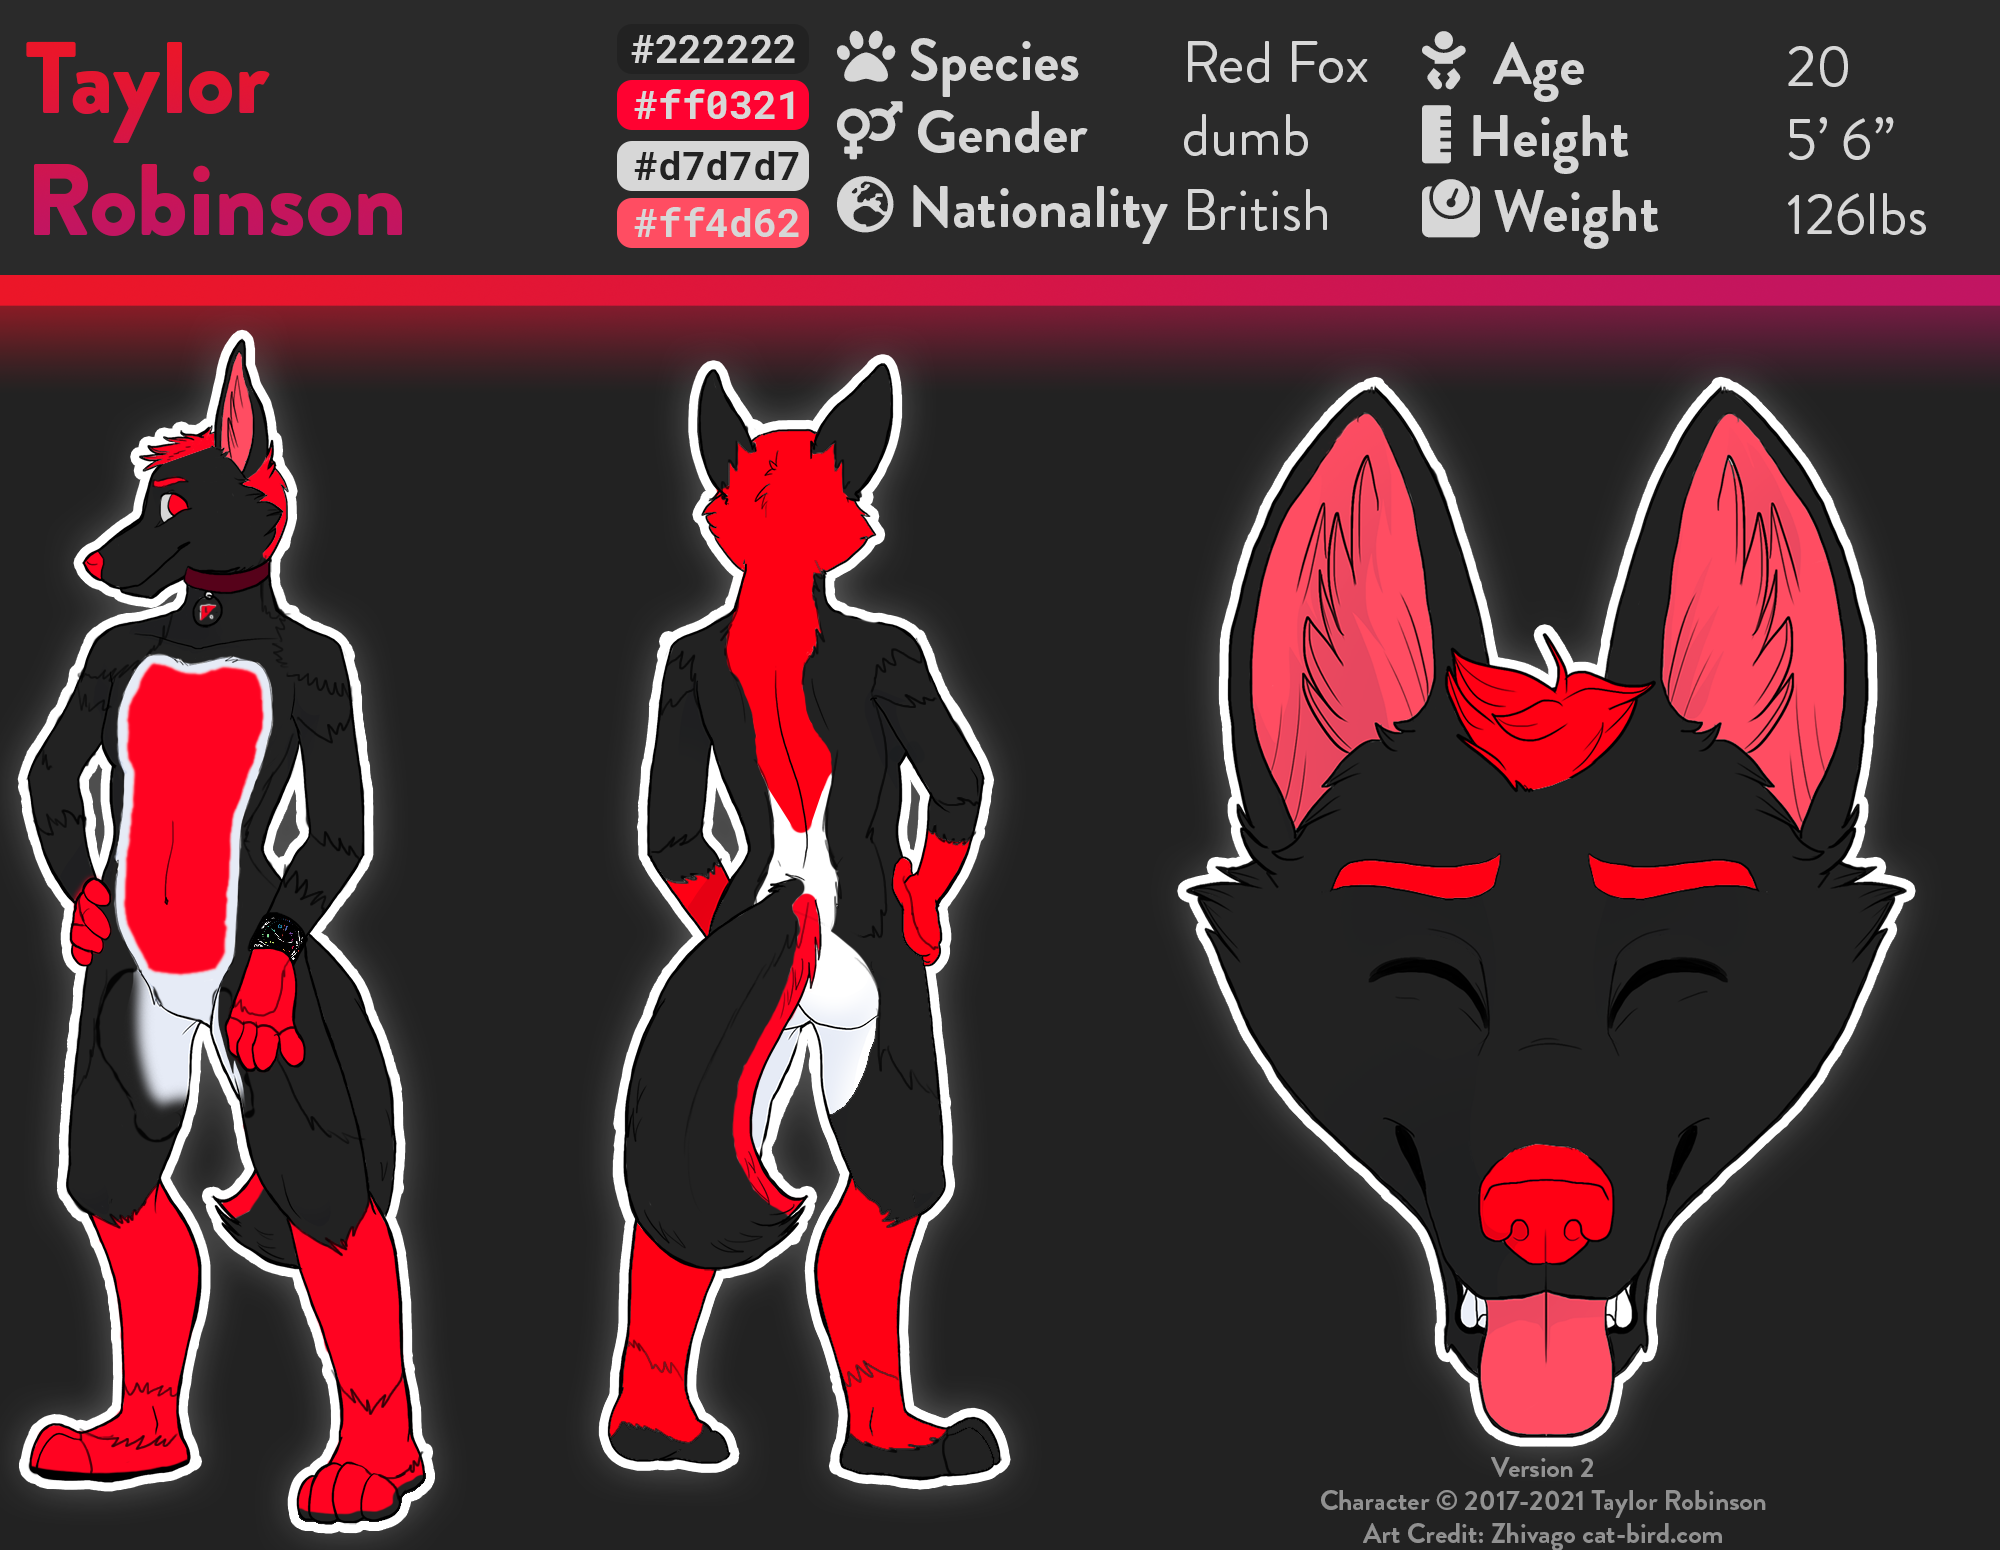 Taylor
Robinson
#222222
#ff0321
#d7d7d7
#ff4d62
Species Red Fox
Gender dumb
Nationality British
Age 20
Height 5’ 6”
Weight 126lbs
Version 2
Character © 2017-2021 Taylor Robinson
Art Credit: Zhivago cat-bird.com